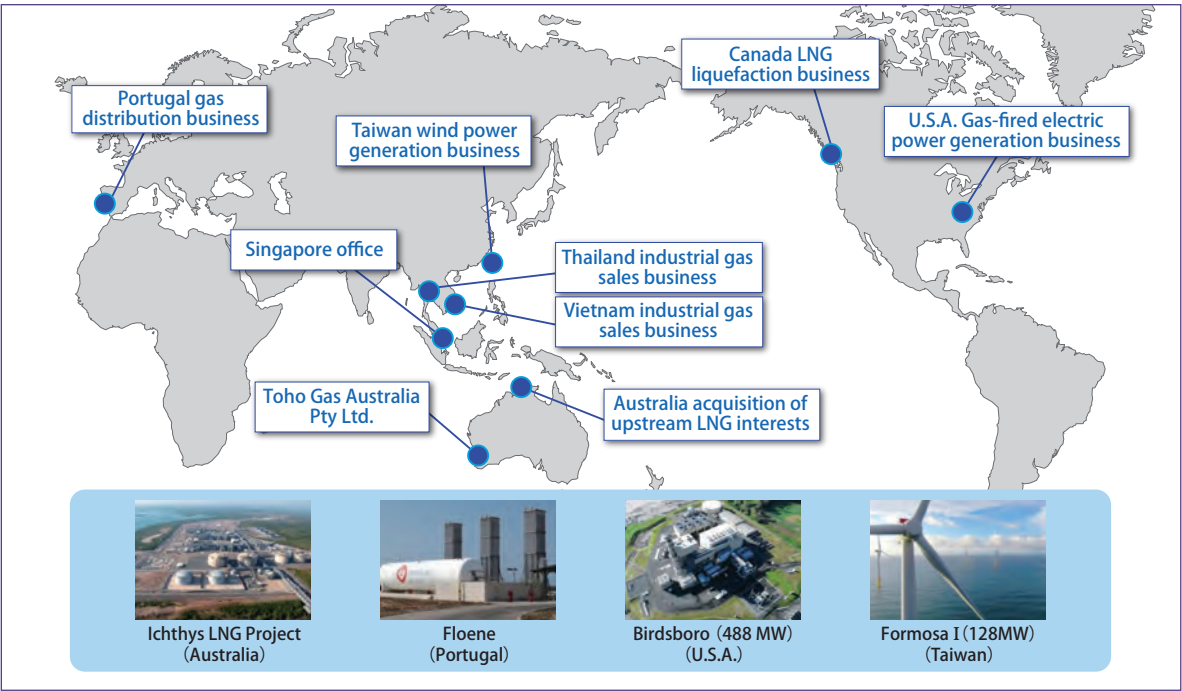 Canada LNG
liquefaction business
Portugal gas
distribution business
Taiwan wind power
generation business
U.S.A. Gas-fired electric
power generation business
Singapore office
Thailand industrial gas
sales business
Vietnam industrial gas
sales business
Toho Gas Australia
Pty Ltd.
Australia acquisition of
upstream LNG interests
Ichthys LNG Project
(Australia)
Floene
(Portugal)
Birdsboro (488 MW)
(U.S.A.)
Formosa I (128MW)
(Taiwan)